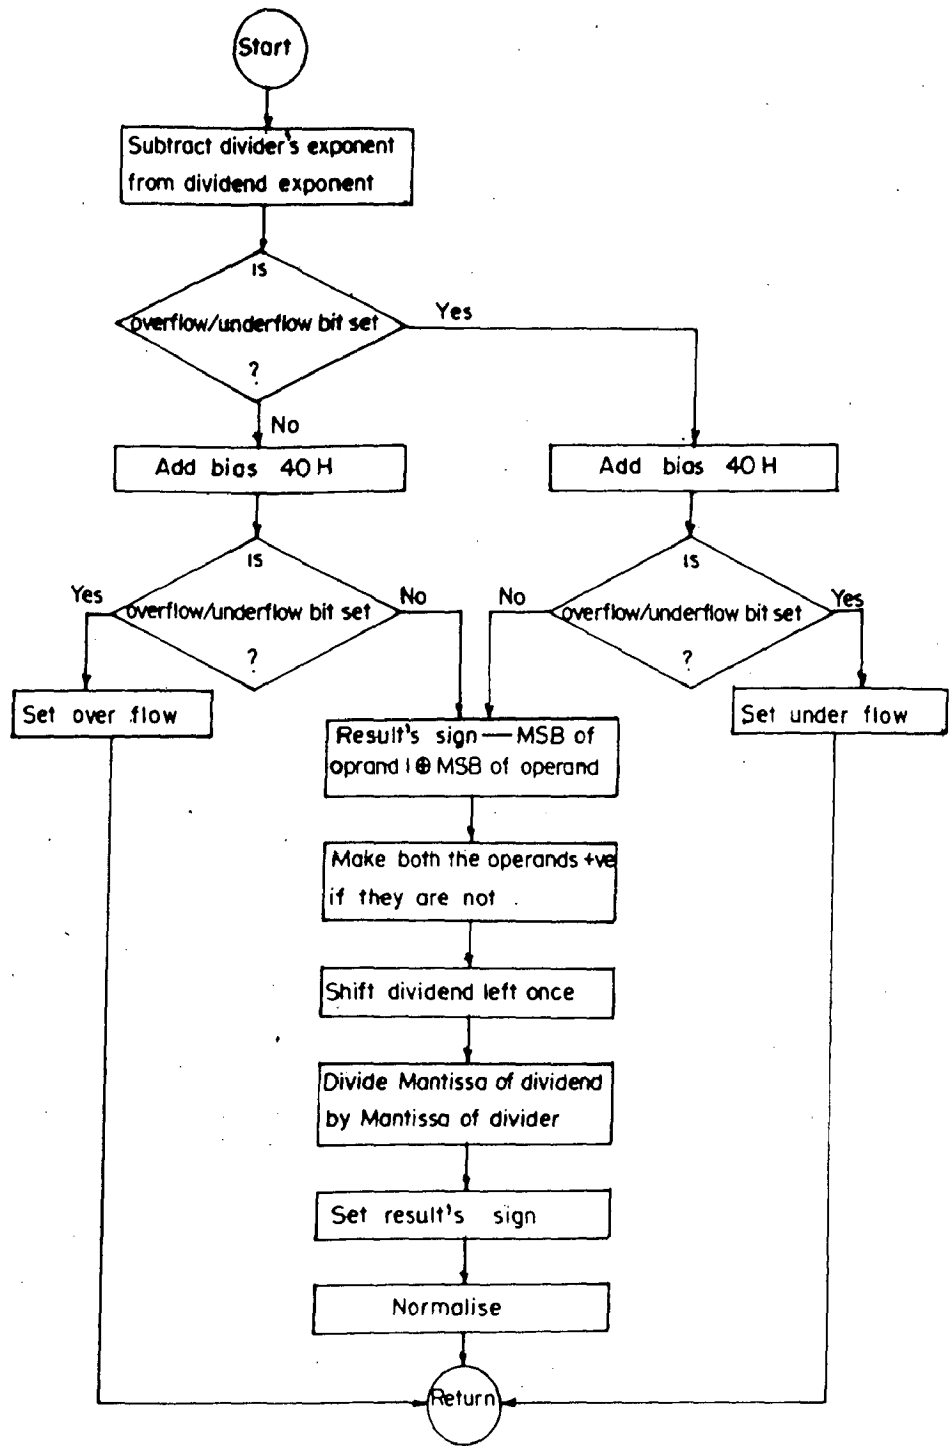 Start
Subtract divider's exponent
from dividend exponent
is
overflow/underflow bit set
?
Yes
No
Add bias 40 H
Add bias 40 H
is
overflow/underflow bit set
?
Yes
No
is
overflow/underflow bit set
?
No
Yes
Set over flow
Set under flow
Result's sign — MSB of
oprand 1 ⊕ MSB of operand
Make both the operands +ve
if they are not
Shift dividend left once
Divide Mantissa of dividend
by Mantissa of divider
Set result's sign
Normalise
Return